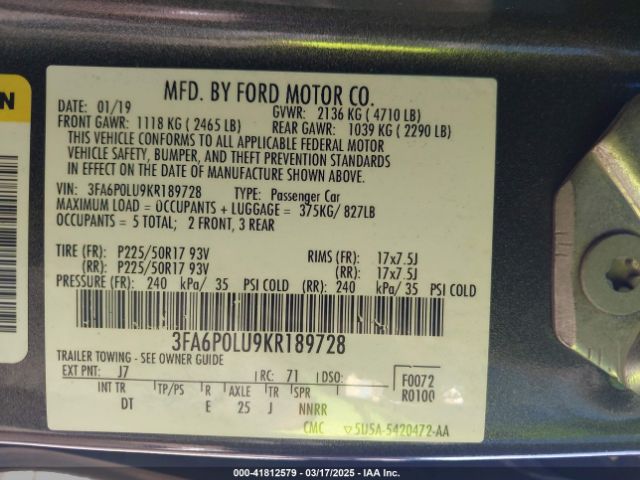 N
MFD. BY FORD MOTOR CO.
DATE: 01/19 GVWR: 2136 KG ( 4710 LB)
FRONT GAWR: 1118 KG ( 2465 LB) REAR GAWR: 1039 KG ( 2290 LB)
THIS VEHICLE CONFORMS TO ALL APPLICABLE FEDERAL MOTOR
VEHICLE SAFETY, BUMPER, AND THEFT PREVENTION STANDARDS
IN EFFECT ON THE DATE OF MANUFACTURE SHOWN ABOVE.
VIN: 3FA6P0LU9KR189728 TYPE: Passenger Car
MAXIMUM LOAD = OCCUPANTS + LUGGAGE = 375KG/ 827LB
OCCUPANTS = 5 TOTAL; 2 FRONT, 3 REAR
TIRE (FR): P225/50R17 93V RIMS (FR): 17x7.5J
(RR): P225/50R17 93V (RR): 17x7.5J
PRESSURE (FR): 240 kPa/ 35 PSI COLD (RR): 240 kPa/ 35 PSI COLD
3FA6P0LU9KR189728
TRAILER TOWING - SEE OWNER GUIDE
EXT PNT: J7 RC: 71 DSO: F0072
INT TR TP/PS R AXLE TR SPR R0100
DT E 25 J NNRR
CMC 5U5A-5420472-AA
000-41812579 — 03/17/2025 — IAA Inc.